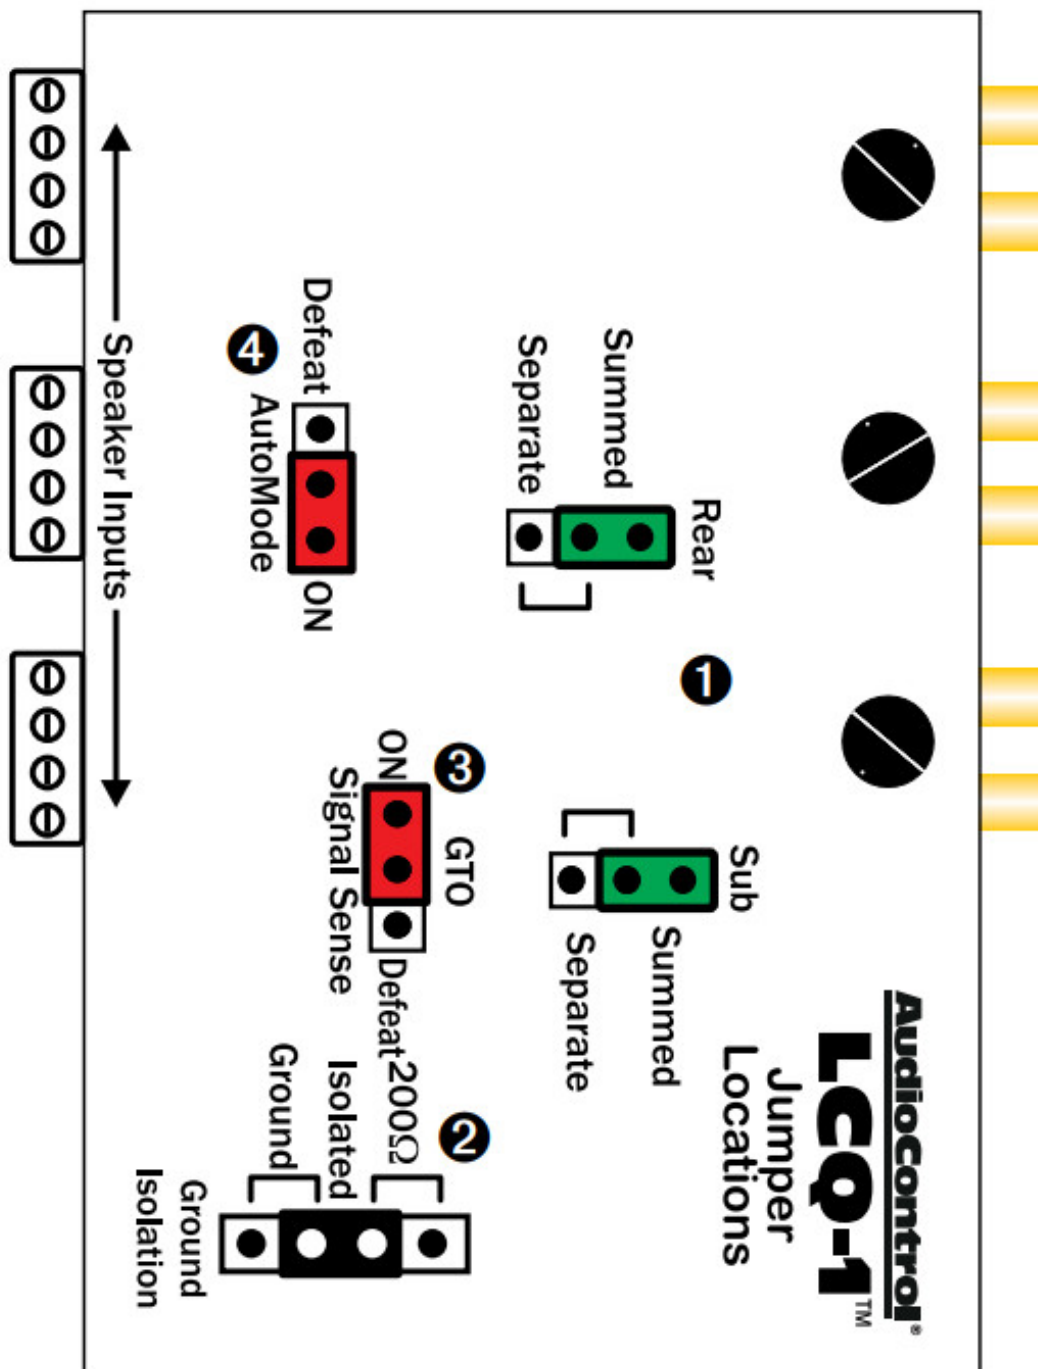 AudioControl®
LCQ-1™
Jumper
Locations
Rear
Summed
Separate
1
Sub
Summed
Separate
3
GTO
ON
Defeat
Signal Sense
2
200Ω
Isolated
Ground
Ground
Isolation
Defeat
ON
4
AutoMode
Speaker Inputs